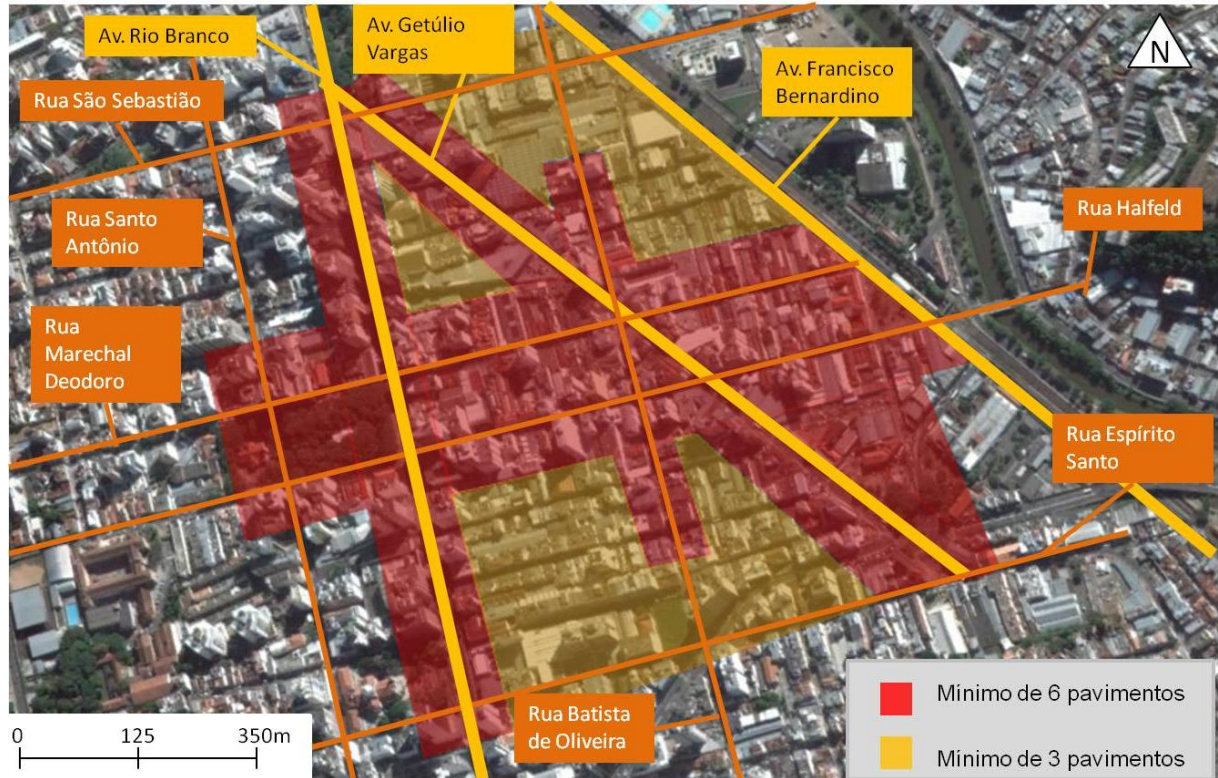 Av. Rio Branco
Av. Getúlio
Vargas
N
Av. Francisco
Bernardino
Rua São Sebastião
Rua Santo
Antônio
Rua Halfeld
Rua
Marechal
Deodoro
Rua Espírito
Santo
Rua Batista
de Oliveira
Mínimo de 6 pavimentos
Mínimo de 3 pavimentos
0 125 350m